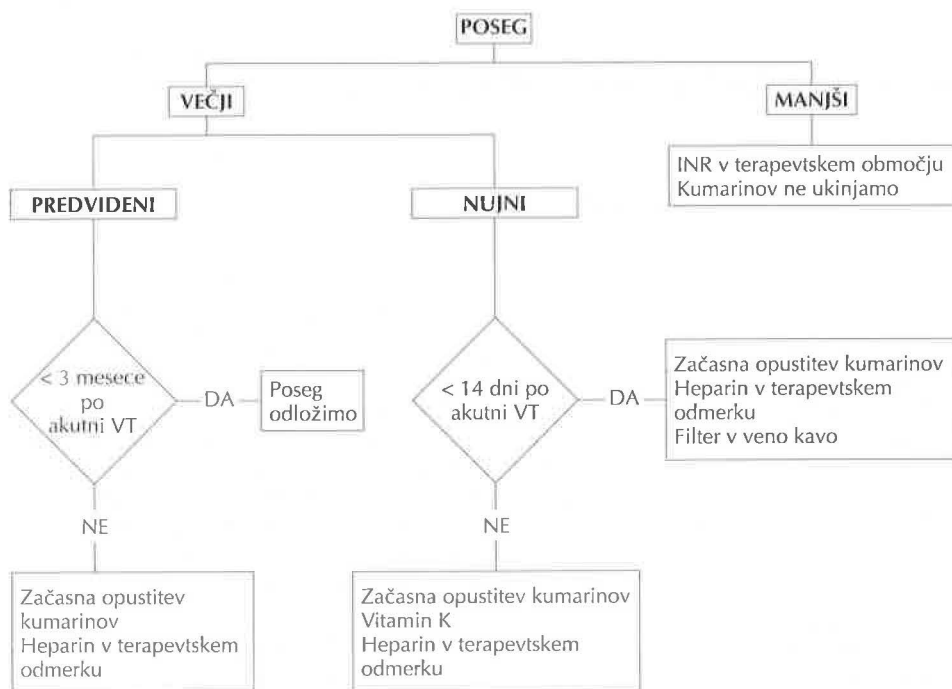 POSEG
VEČJI
MANJŠI
INR v terapevtskem območju
Kumarinov ne ukinjamo
PREDVIDENI
NUJNI
< 3 mesece
po
akutni VT
DA
Poseg
odložimo
< 14 dni po
akutni VT
DA
Začasna opustitev kumarinov
Heparin v terapevtskem
odmerku
Filter v veno kavo
NE
NE
Začasna opustitev
kumarinov
Heparin v terapevtskem
odmerku
Začasna opustitev kumarinov
Vitamin K
Heparin v terapevtskem
odmerku